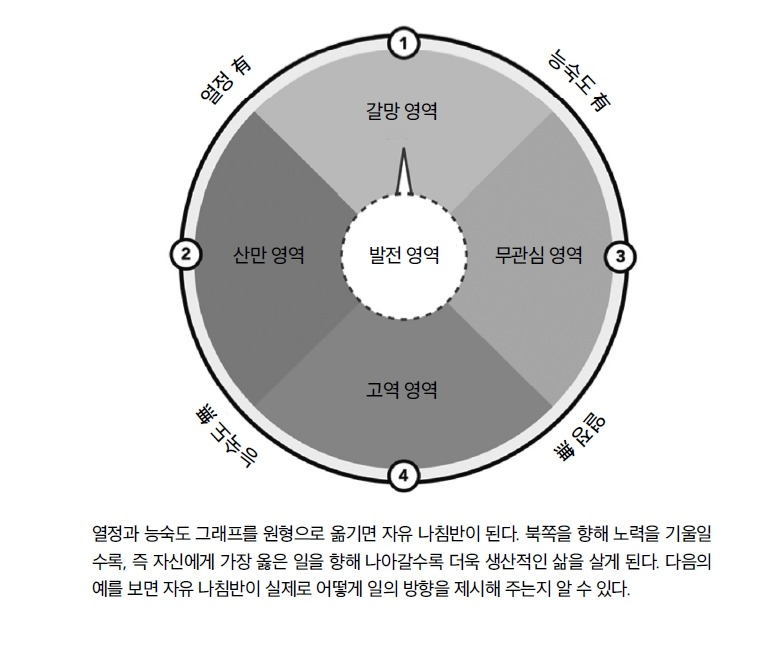 1
열정 有
능숙도 有
갈망 영역
2
산만 영역
발전 영역
무관심 영역
3
고역 영역
능숙도 無
열정 無
4
열정과 능숙도 그래프를 원형으로 옮기면 자유 나침반이 된다. 북쪽을 향해 노력을 기울일
수록, 즉 자신에게 가장 옳은 일을 향해 나아갈수록 더욱 생산적인 삶을 살게 된다. 다음의
예를 보면 자유 나침반이 실제로 어떻게 일의 방향을 제시해 주는지 알 수 있다.